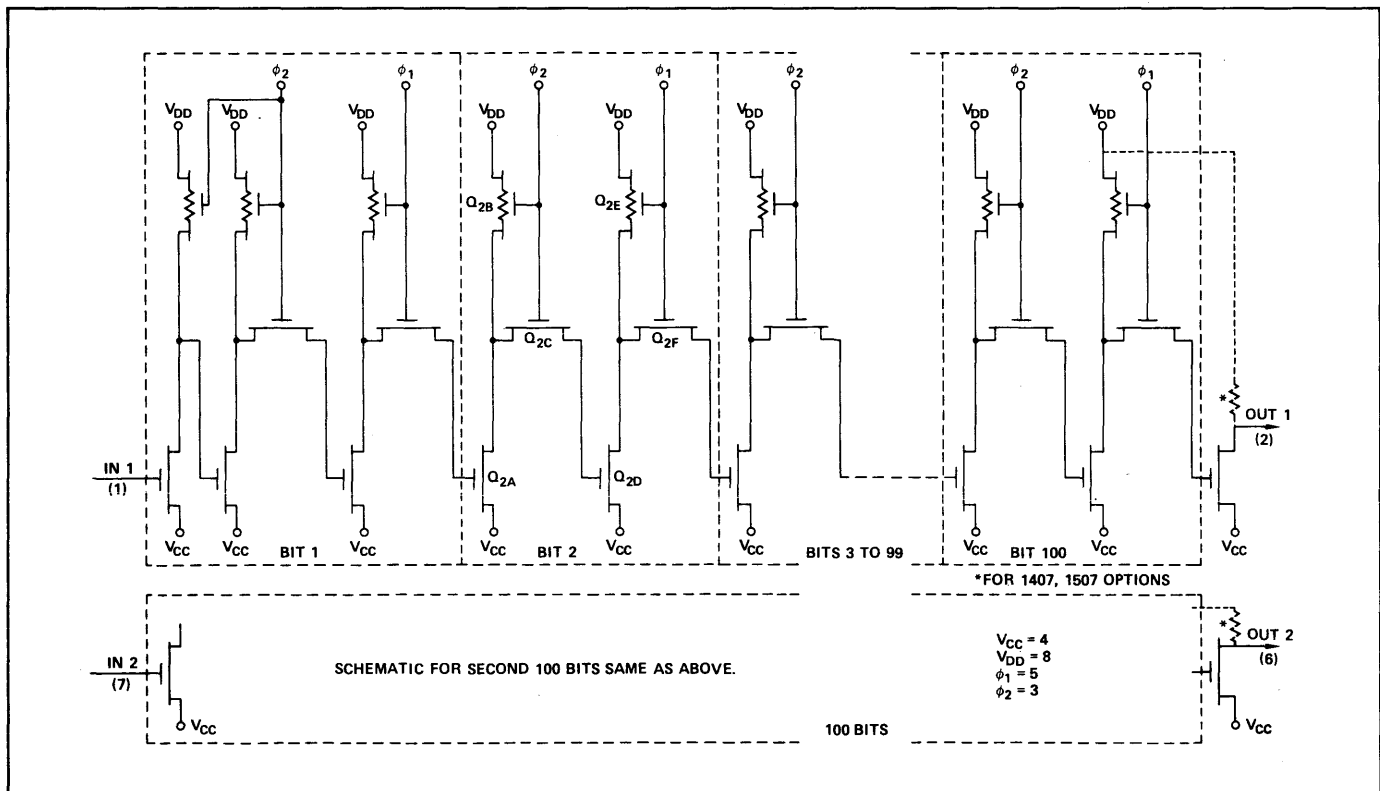 ϕ2 ϕ1 ϕ2 ϕ1 ϕ2 ϕ2 ϕ1
VDD VDD VDD VDD VDD VDD VDD VDD
Q2B Q2E
Q2C Q2F
* OUT 1
(2)
IN 1
(1)
Q2A Q2D
VCC VCC VCC VCC VCC VCC VCC VCC VCC
BIT 1 BIT 2 BITS 3 TO 99 BIT 100
*FOR 1407, 1507 OPTIONS
* OUT 2
(6)
IN 2
(7)
SCHEMATIC FOR SECOND 100 BITS SAME AS ABOVE.
VCC = 4
VDD = 8
ϕ1 = 5
ϕ2 = 3
VCC VCC
100 BITS